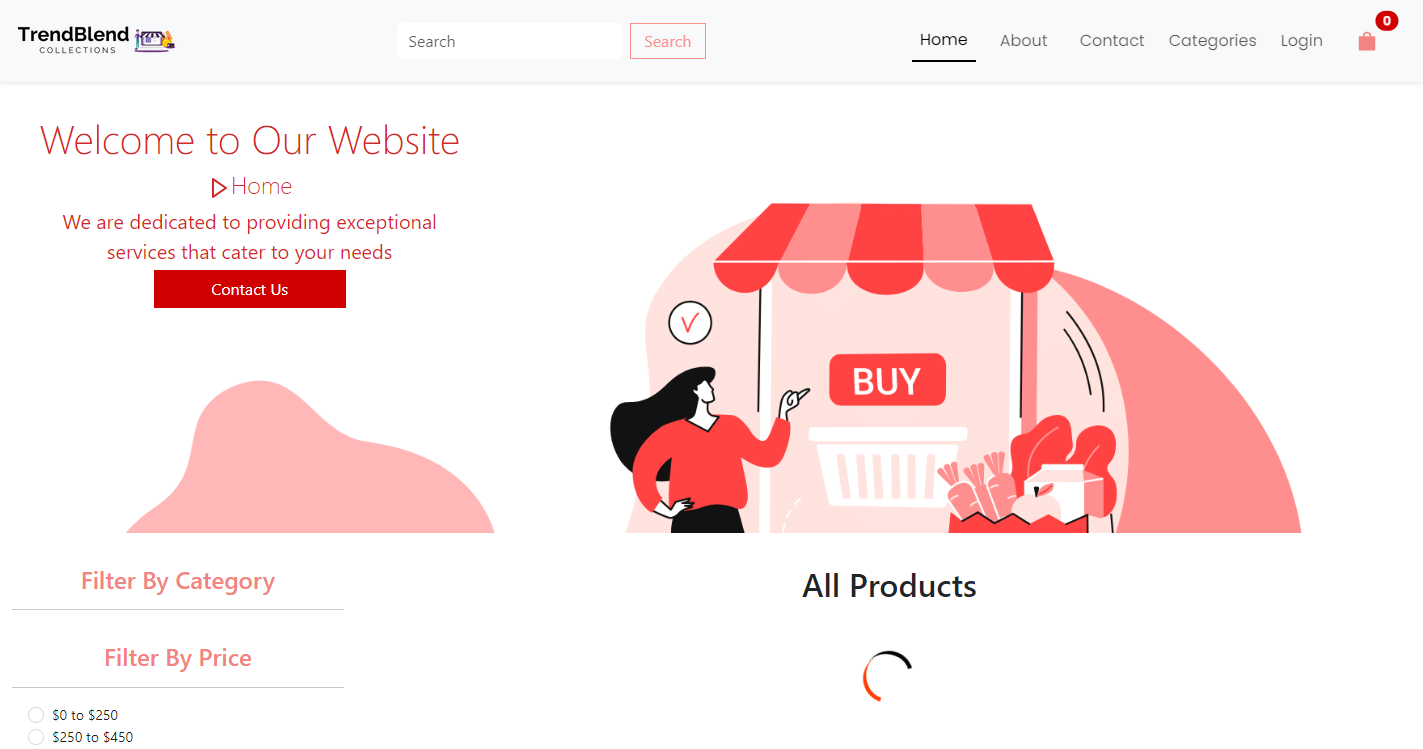 TrendBlend
COLLECTIONS
Search
Search
Home
About
Contact
Categories
Login
0
Welcome to Our Website
Home
We are dedicated to providing exceptional
services that cater to your needs
Contact Us
BUY
Filter By Category
All Products
Filter By Price
$0 to $250
$250 to $450